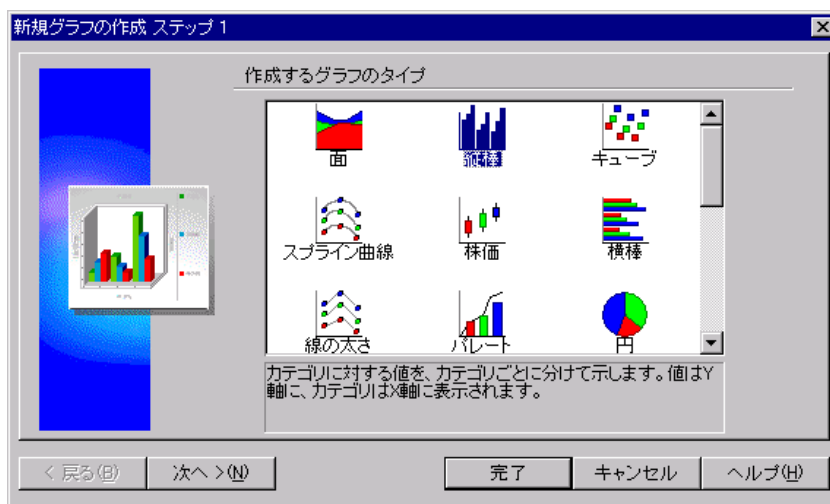 新規グラフの作成 ステップ 1
作成するグラフのタイプ
面
縦棒
キューブ
スプライン曲線
株価
横棒
線の太さ
パレート
円
カテゴリに対する値を、カテゴリごとに分けて示します。値はY
軸に、カテゴリはX軸に表示されます。
< 戻る(B)
次へ >(N)
完了
キャンセル
ヘルプ(H)